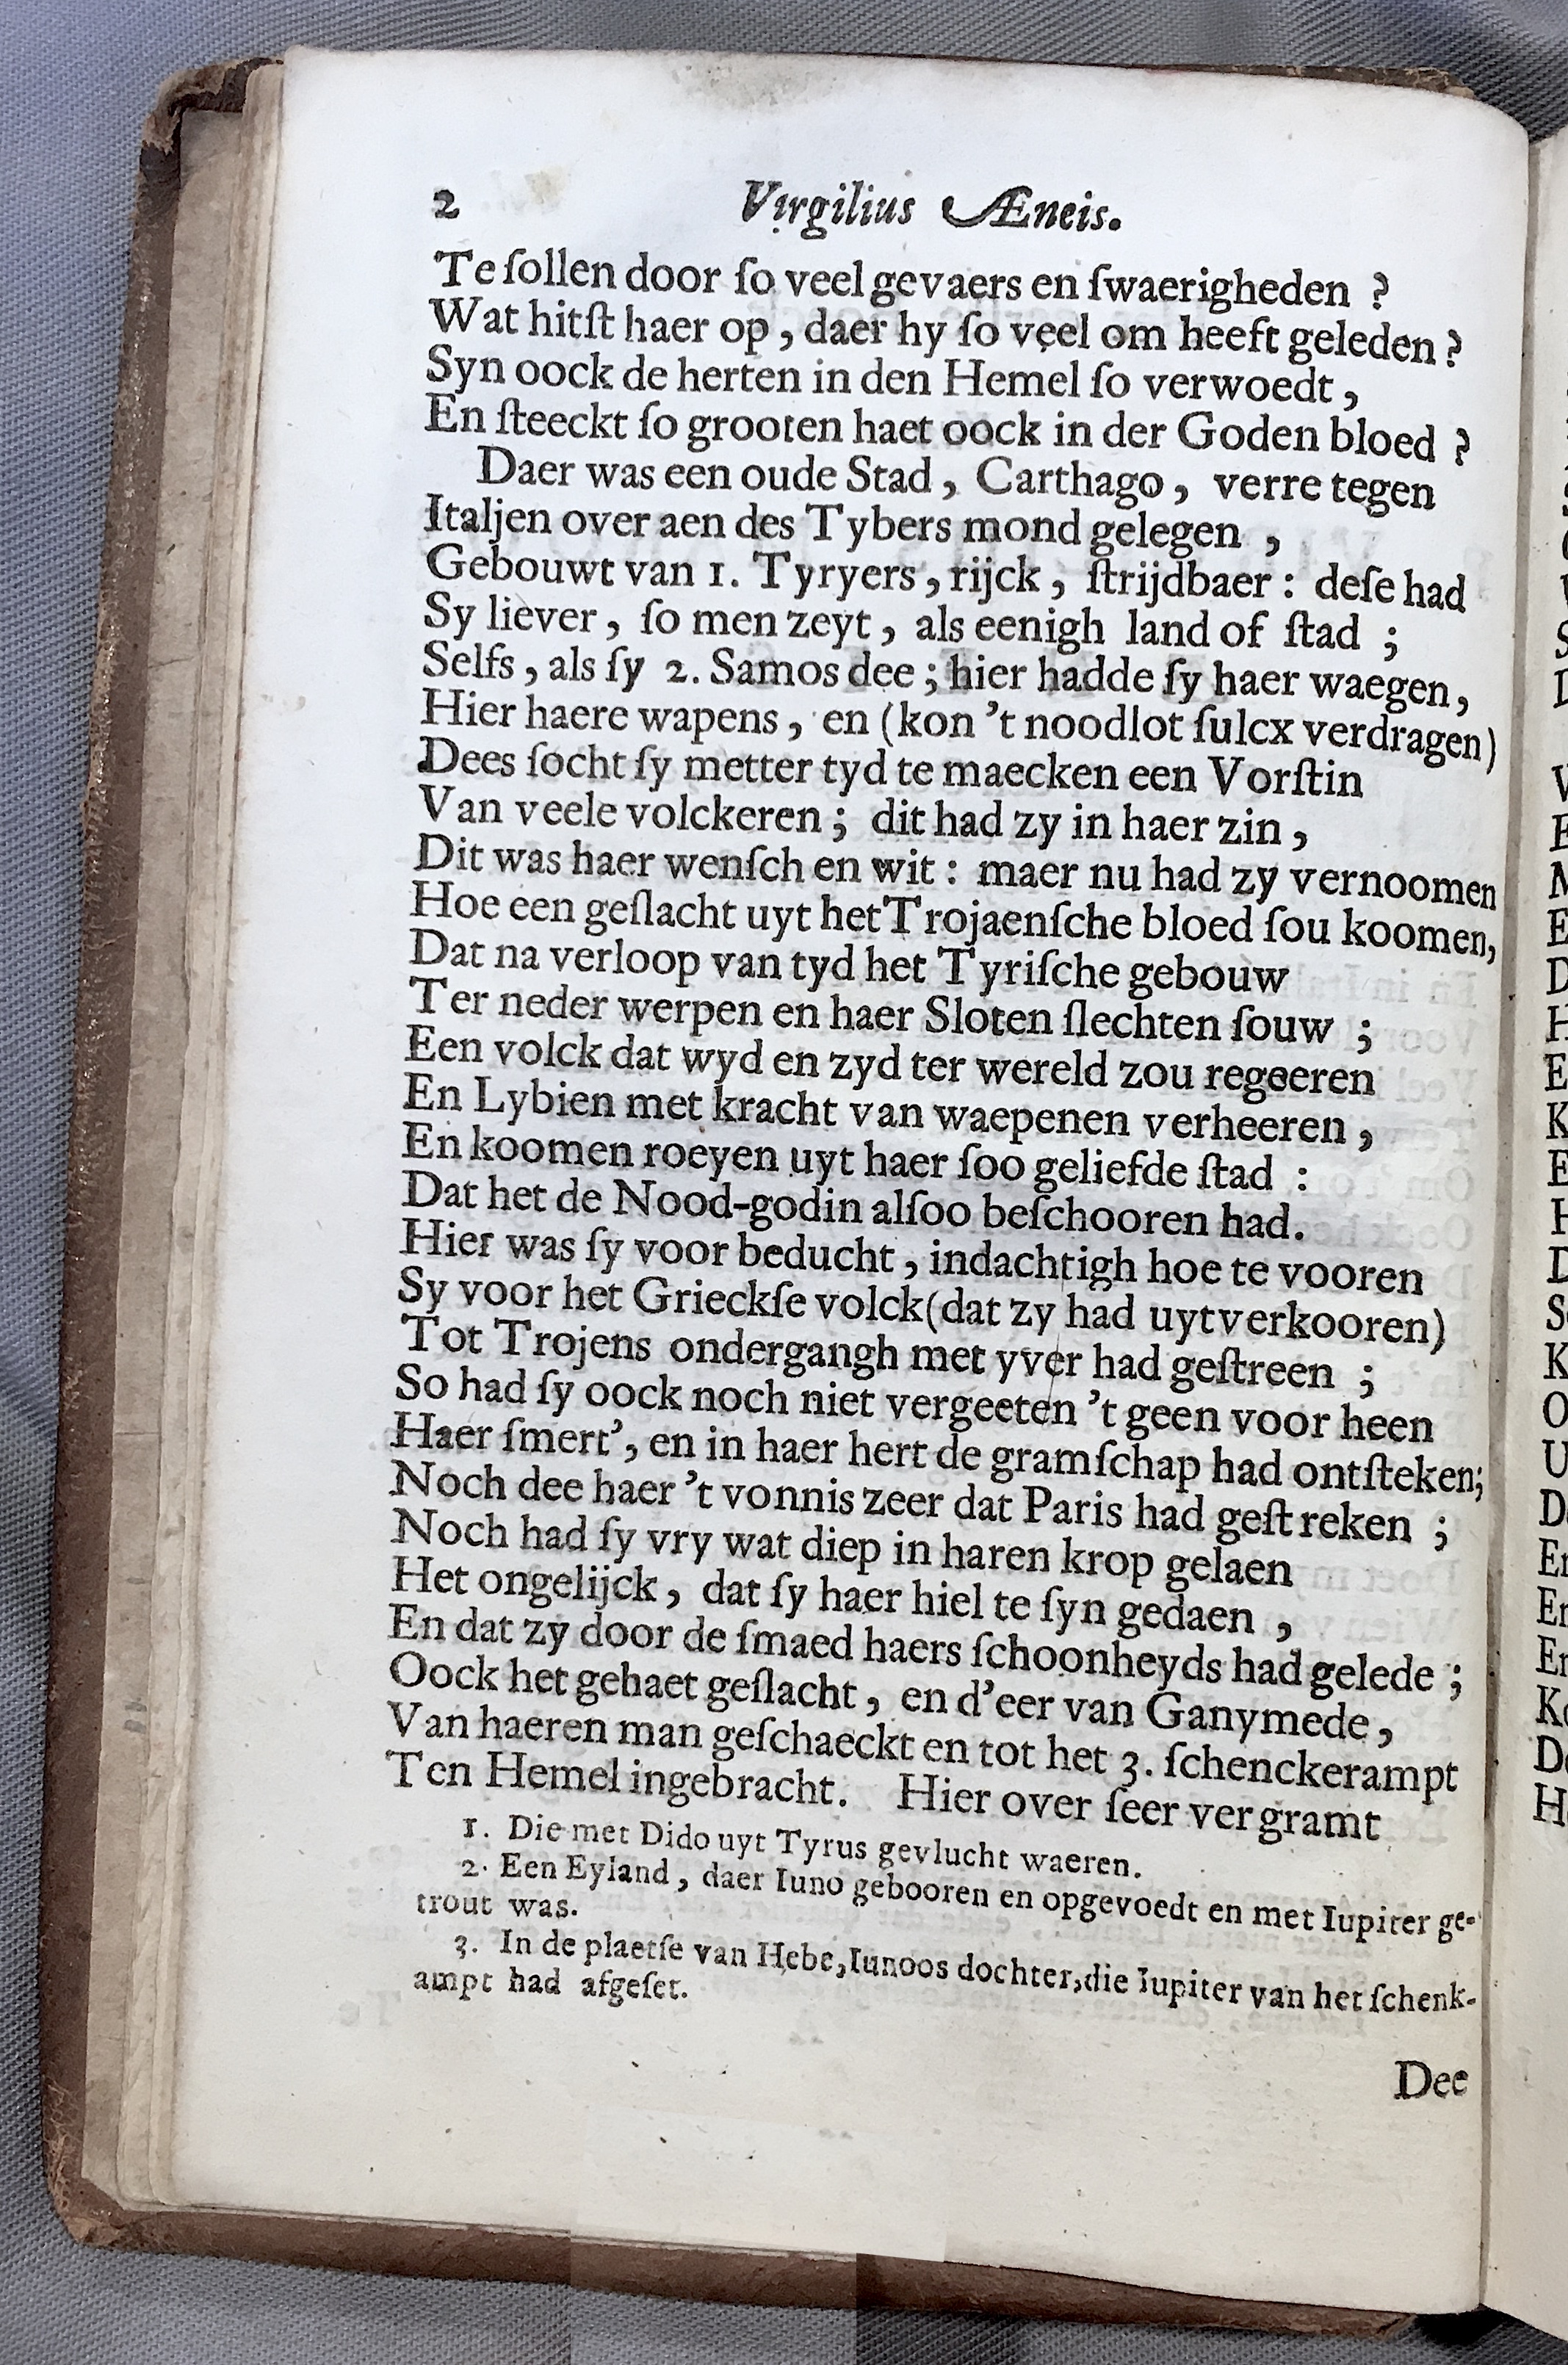 2 Virgilius Æneis.
Te ſollen door ſo veel gevaers en ſwaerigheden ?
Wat hitſt haer op , daer hy ſo veel om heeft geleden ?
Syn oock de herten in den Hemel ſo verwoedt ,
En ſteeckt ſo grooten haet oock in der Goden bloed ?
Daer was een oude Stad , Carthago , verre tegen
Italjen over aen des Tybers mond gelegen ,
Gebouwt van 1. Tyryers , rijck , ſtrijdbaer : deſe had
Sy liever , ſo men zeyt , als eenigh land of ſtad ;
Selfs , als ſy 2. Samos dee ; hier hadde ſy haer waegen ,
Hier haere wapens , en (kon 't noodlot ſulcx verdragen)
Dees ſocht ſy metter tyd te maecken een Vorſtin
Van veele volckeren ; dit had zy in haer zin ,
Dit was haer wenſch en wit : maer nu had zy vernoomen
Hoe een geſlacht uyt het Trojaenſche bloed ſou koomen,
Dat na verloop van tyd het Tyriſche gebouw
Ter neder werpen en haer Sloten ſlechten ſouw ;
Een volck dat wyd en zyd ter wereld zou regeeren
En Lybien met kracht van waepenen verheeren ,
En koomen roeyen uyt haer ſoo geliefde ſtad :
Dat het de Nood-godin alſoo beſchooren had.
Hier was ſy voor beducht , indachtigh hoe te vooren
Sy voor het Grieckſe volck (dat zy had uytverkooren)
Tot Trojens ondergangh met yver had geſtreen ;
So had ſy oock noch niet vergeeten 't geen voor heen
Haer ſmert', en in haer hert de gramſchap had ontſteken;
Noch dee haer 't vonnis zeer dat Paris had geſtreken ;
Noch had ſy vry wat diep in haren krop gelaen
Het ongelijck , dat ſy haer hiel te ſyn gedaen ,
En dat zy door de ſmaed haers ſchoonheyds had gelede ;
Oock het gehaet geſlacht , en d'eer van Ganymede ,
Van haeren man geſchaeckt en tot het 3. ſchenckerampt
Ten Hemel ingebracht. Hier over ſeer vergramt
1. Die met Dido uyt Tyrus gevlucht waeren.
2. Een Eyland , daer Iuno gebooren en opgevoedt en met Iupiter ge-
trout was.
3. In de plaetſe van Hebe, Iunoos dochter, die Iupiter van het ſchenk-
ampt had afgeſet.
Dee